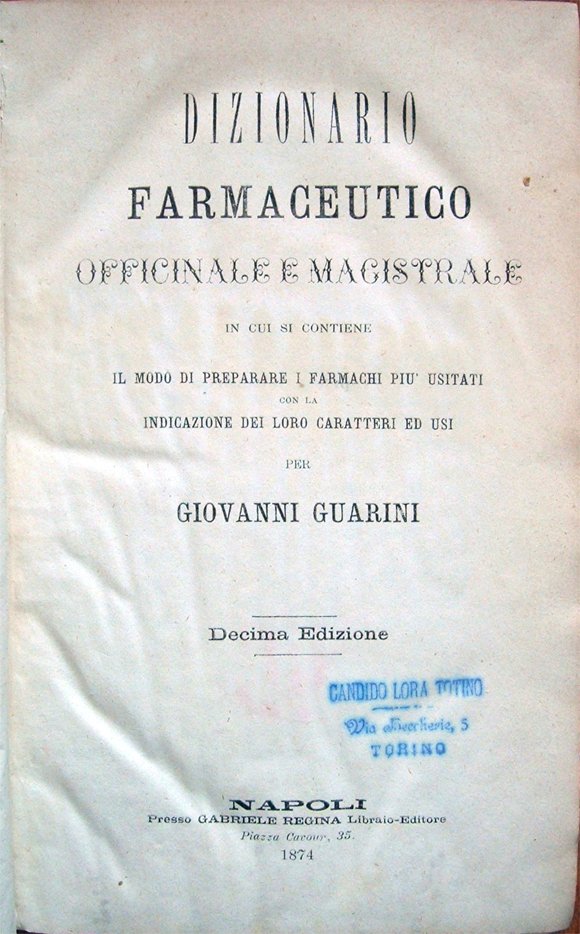 DIZIONARIO
FARMACEUTICO
OFFICINALE E MAGISTRALE
IN CUI SI CONTIENE
IL MODO DI PREPARARE I FARMACHI PIU' USITATI
CON LA
INDICAZIONE DEI LORO CARATTERI ED USI
PER
GIOVANNI GUARINI
Decima Edizione
CANDIDO LORA TOTINO
Via 5
TORINO
NAPOLI
Presso GABRIELE REGINA Libraio-Editore
Piazza Cavour, 35.
1874